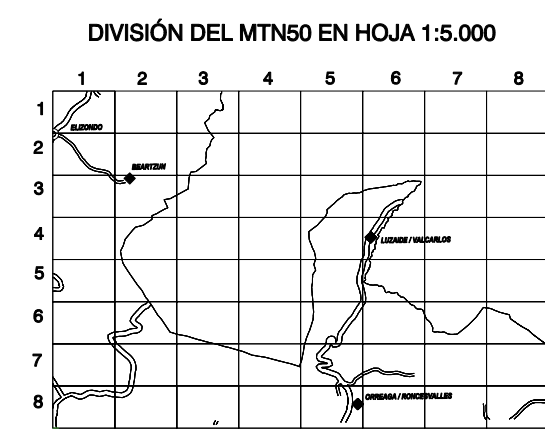 DIVISIÓN DEL MTN50 EN HOJA 1:5.000
1 2 3 4 5 6 7 8
1
ELIZONDO
2
BEARTZUN
3
4
LUZAIDE / VALCARLOS
5
6
7
8
ORREAGA / RONCESVALLES